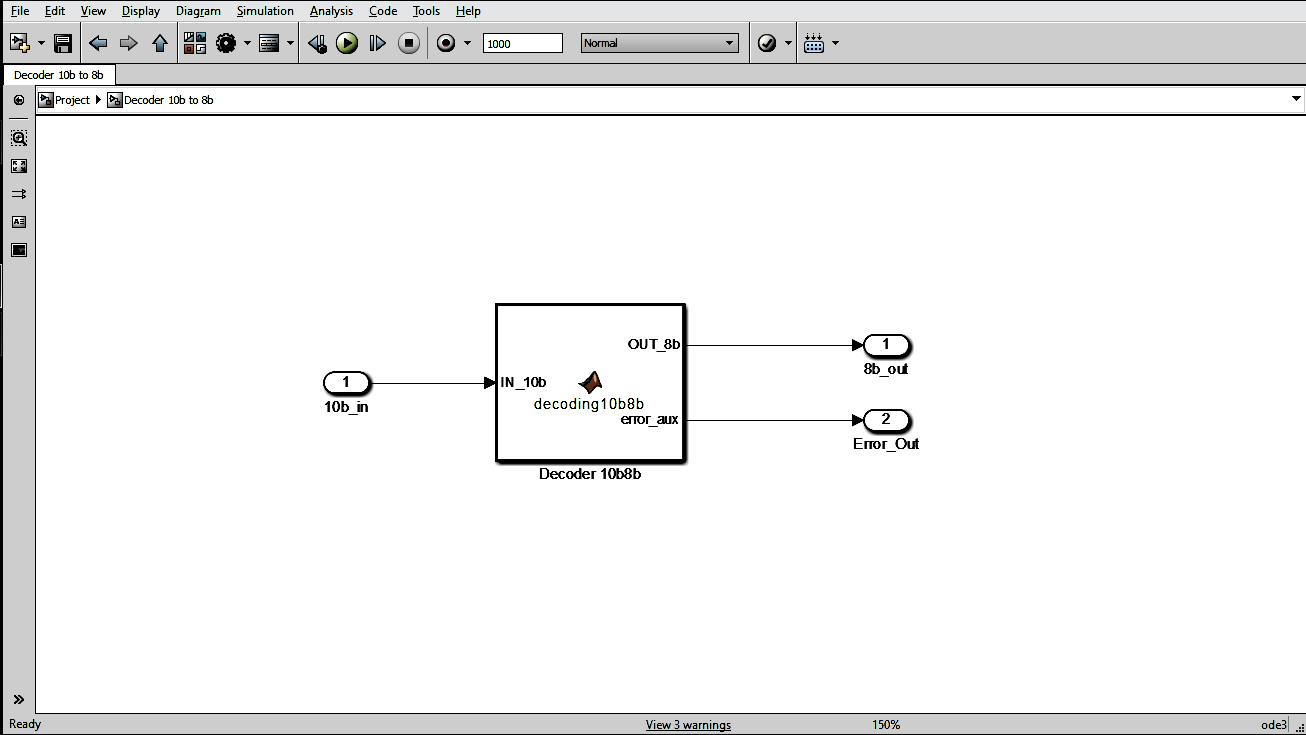 File Edit View Display Diagram Simulation Analysis Code Tools Help
1000 Normal
Decoder 10b to 8b
Project Decoder 10b to 8b
OUT_8b
1
8b_out
1
10b_in
IN_10b
decoding10b8b
error_aux
2
Error_Out
Decoder 10b8b
Ready View 3 warnings 150% ode3